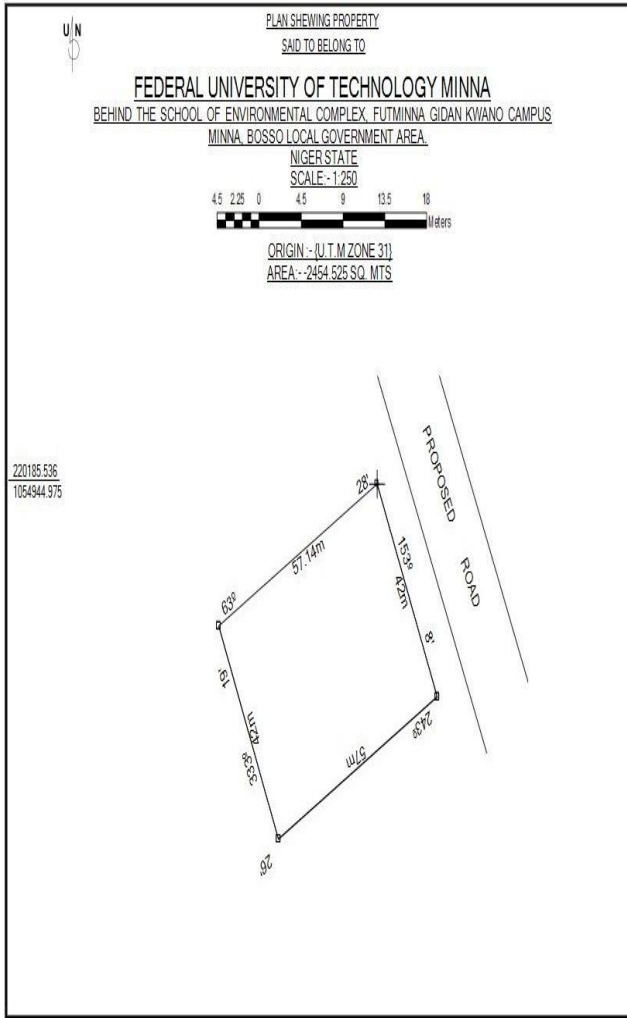 U N
PLAN SHEWING PROPERTY
SAID TO BELONG TO
FEDERAL UNIVERSITY OF TECHNOLOGY MINNA
BEHIND THE SCHOOL OF ENVIRONMENTAL COMPLEX, FUTMINNA GIDAN KWANO CAMPUS
MINNA, BOSSO LOCAL GOVERNMENT AREA.
NIGER STATE
SCALE:- 1:250
4.5 2.25 0 4.5 9 13.5 18
Meters
ORIGIN :- (U.T.M ZONE 31)
AREA:--2454.525 SQ. MTS
PROPOSED ROAD
220185.536
1054944.975
63º 28'
57.14m
153º 8'
42m
333º 19'
42m
243º 26'
57m